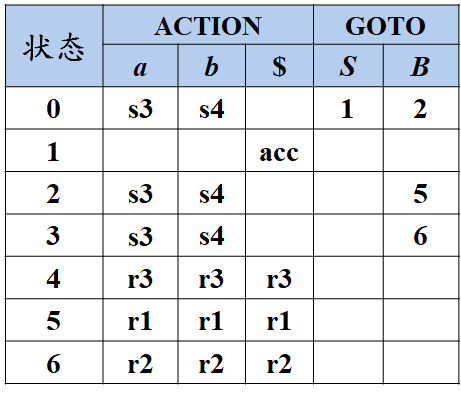 状态 ACTION GOTO
a b $ S B
0 s3 s4 1 2
1 acc
2 s3 s4 5
3 s3 s4 6
4 r3 r3 r3
5 r1 r1 r1
6 r2 r2 r2